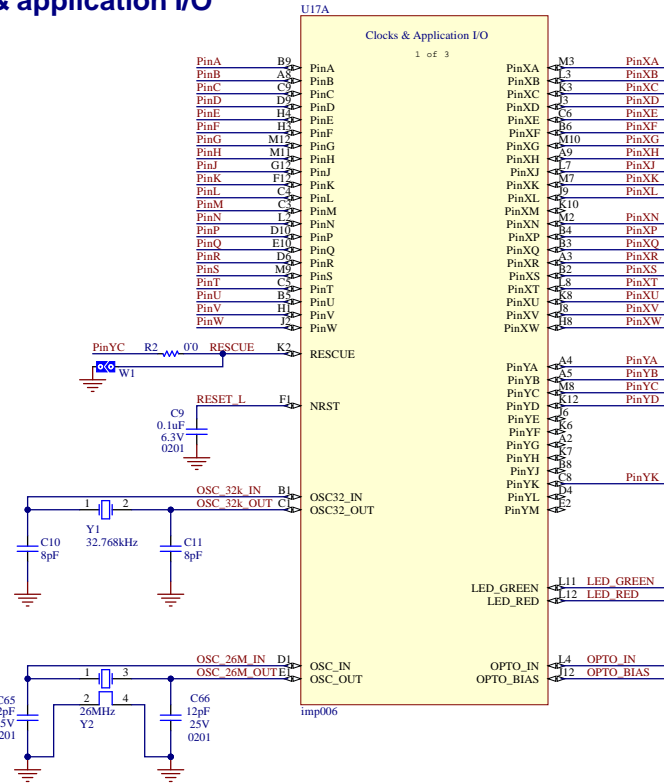 & application I/O
U17A
Clocks & Application I/O
1 of 3
PinA B9 PinA PinXA M3 PinXA
PinB A8 PinB PinXB L3 PinXB
PinC C9 PinC PinXC K3 PinXC
PinD D9 PinD PinXD J3 PinXD
PinE H4 PinE PinXE C6 PinXE
PinF H3 PinF PinXF B6 PinXF
PinG M12 PinG PinXG M10 PinXG
PinH M11 PinH PinXH A9 PinXH
PinJ G12 PinJ PinXJ L7 PinXJ
PinK F12 PinK PinXK M7 PinXK
PinL C4 PinL PinXL J9 PinXL
PinM C3 PinM PinXM K10
PinN L2 PinN PinXN M2 PinXN
PinP D10 PinP PinXP B4 PinXP
PinQ E10 PinQ PinXQ B3 PinXQ
PinR D6 PinR PinXR A3 PinXR
PinS M9 PinS PinXS B2 PinXS
PinT C5 PinT PinXT L8 PinXT
PinU B5 PinU PinXU K8 PinXU
PinV H1 PinV PinXV J8 PinXV
PinW J2 PinW PinXW H8 PinXW
PinYC R2 0'0 RESCUE K2 RESCUE
W1
PinYA A4 PinYA
PinYB A5 PinYB
PinYC M8 PinYC
PinYD K12 PinYD
PinYE J6
PinYF K6
PinYG A2
PinYH K7
PinYJ B8
PinYK C8 PinYK
PinYL D4
PinYM E2
RESET_L F1 NRST
C9
0.1uF
6.3V
0201
OSC_32k_IN B1 OSC32_IN
OSC_32k_OUT C1 OSC32_OUT
1 2
Y1
32.768kHz
C10
8pF
C11
8pF
LED_GREEN L11 LED_GREEN
LED_RED L12 LED_RED
OSC_26M_IN D1 OSC_IN OPTO_IN L4 OPTO_IN
OSC_26M_OUT E1 OSC_OUT OPTO_BIAS J12 OPTO_BIAS
1 3
2 4
26MHz
Y2
C65
2pF
5V
201
C66
12pF
25V
0201
imp006